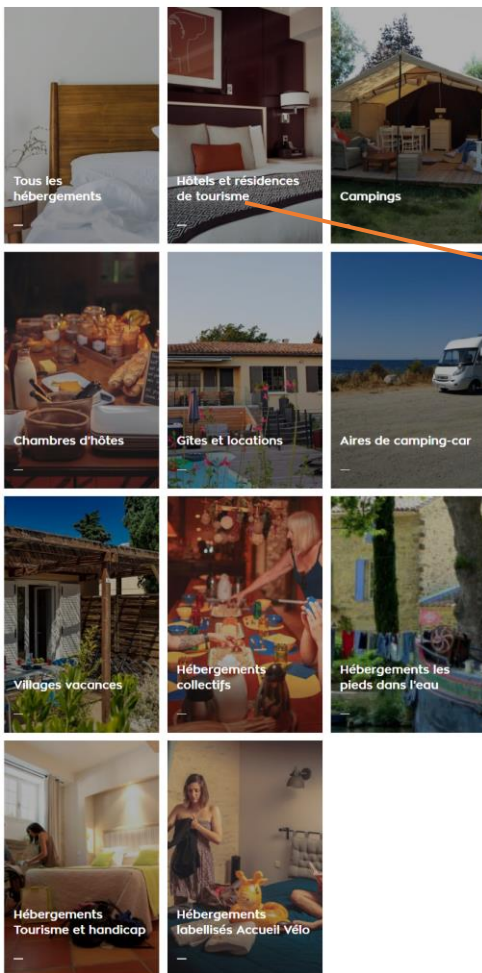 Tous les
hébergements
Hôtels et résidences
de tourisme
Campings
Chambres d'hôtes
Gîtes et locations
Aires de camping-car
Villages vacances
Hébergements
collectifs
Hébergements les
pieds dans l'eau
Hébergements
Tourisme et handicap
Hébergements
labellisés Accueil Vélo